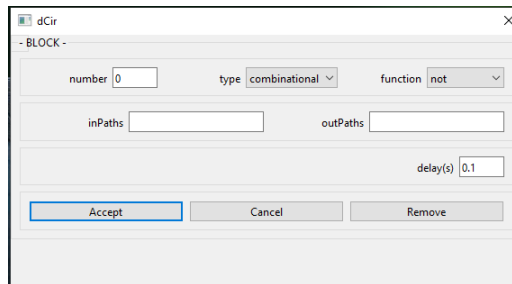 dCir
- BLOCK -
number 0 type combinational function not
inPaths outPaths
delay(s) 0.1
Accept Cancel Remove